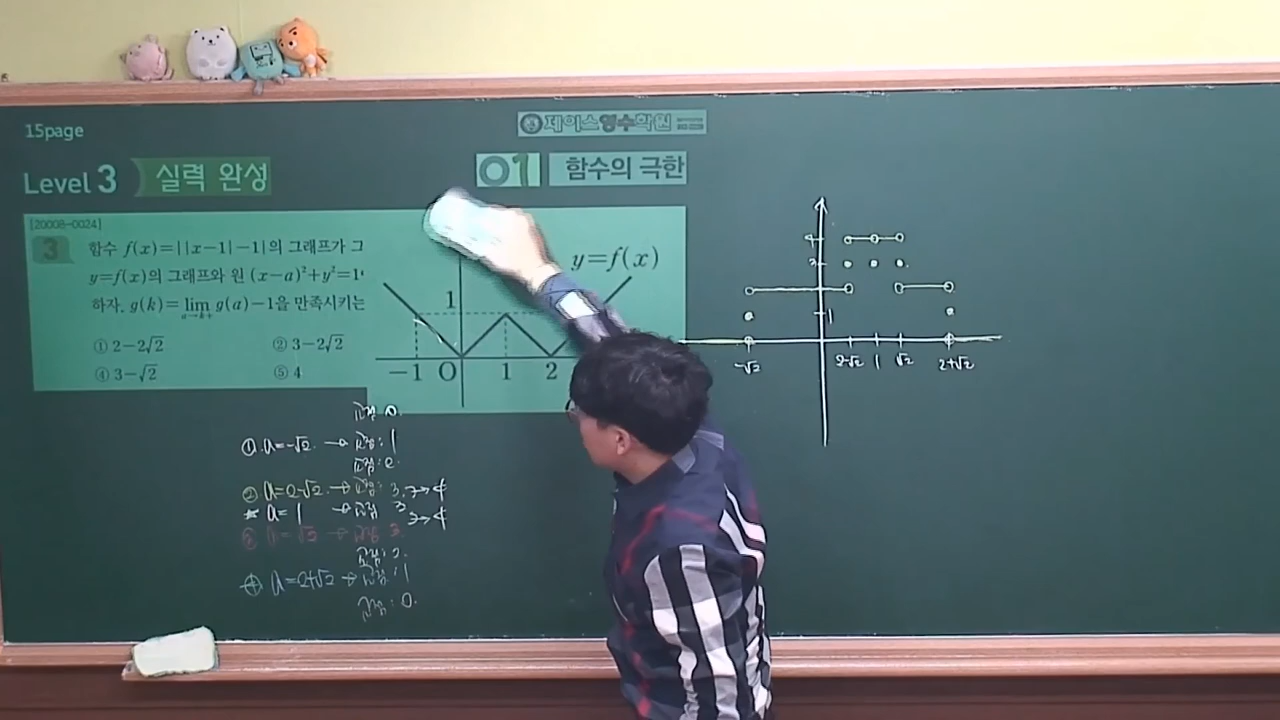 15page
제이스영수학원
Level 3 실력 완성
01 함수의 극한
[20008-0024]
3 함수 f(x)=||x-1|-1|의 그래프가 그
y=f(x)의 그래프와 원 (x-a)²+y²=1
하자. g(k)=lim g(a)-1을 만족시키는
a→k+
① 2-2√2 ② 3-2√2
④ 3-√2 ⑤ 4
y=f(x)
1
-1 O 1 2
4
3
1
-√2 2-√2 1 √2 2+√2
교점: 0.
① a=-√2. → 교점: 1
교점: 2.
② a=2-√2. → 교점: 3. → 4
* a=1 → 교점 3 → 4
③ a=√2 → 교점 3.
교점: 2.
④ a=2+√2 → 교점: 1
교점: 0.